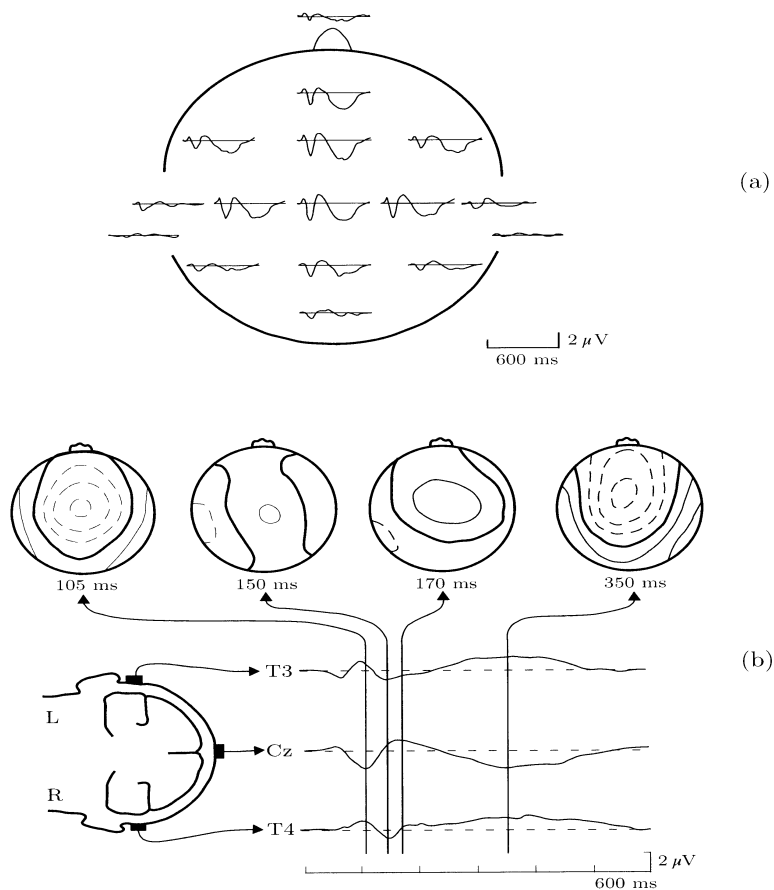 (a)
2 μV
600 ms
105 ms
150 ms
170 ms
350 ms
T3
(b)
L
Cz
R
T4
2 μV
600 ms